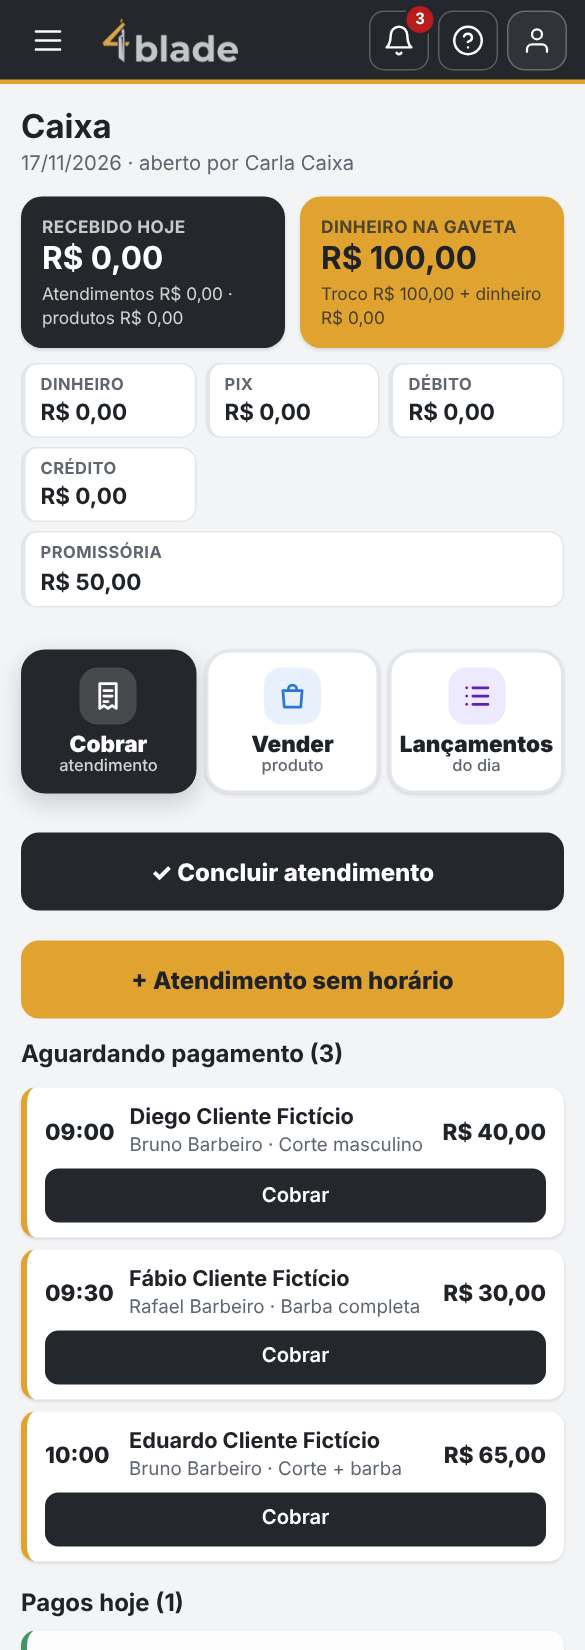 4blade
3
Caixa
17/11/2026 · aberto por Carla Caixa
RECEBIDO HOJE
R$ 0,00
Atendimentos R$ 0,00 ·
produtos R$ 0,00
DINHEIRO NA GAVETA
R$ 100,00
Troco R$ 100,00 + dinheiro
R$ 0,00
DINHEIRO
R$ 0,00
PIX
R$ 0,00
DÉBITO
R$ 0,00
CRÉDITO
R$ 0,00
PROMISSÓRIA
R$ 50,00
Cobrar
atendimento
Vender
produto
Lançamentos
do dia
✓ Concluir atendimento
+ Atendimento sem horário
Aguardando pagamento (3)
09:00
Diego Cliente Fictício
Bruno Barbeiro · Corte masculino
R$ 40,00
Cobrar
09:30
Fábio Cliente Fictício
Rafael Barbeiro · Barba completa
R$ 30,00
Cobrar
10:00
Eduardo Cliente Fictício
Bruno Barbeiro · Corte + barba
R$ 65,00
Cobrar
Pagos hoje (1)